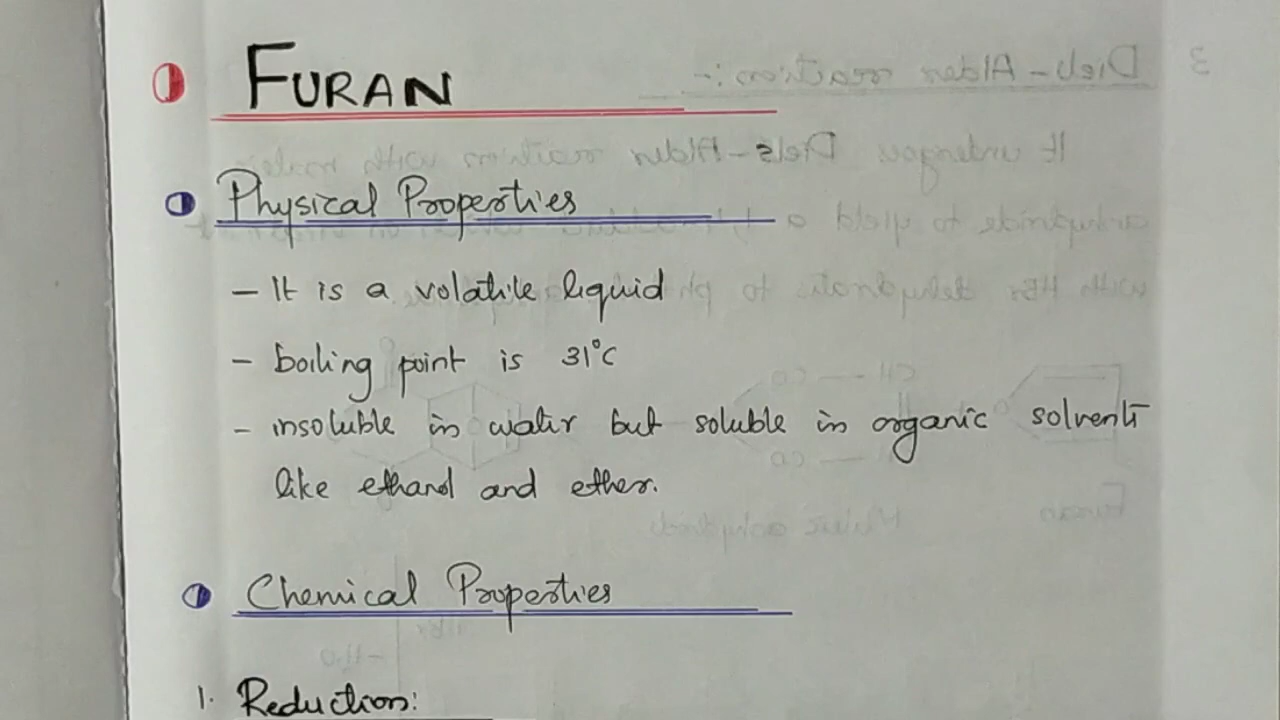 FURAN
Physical Properties
- It is a volatile liquid
- boiling point is 31°C
- insoluble in water but soluble in organic solvents
like ethanol and ether.
Chemical Properties
1. Reduction: